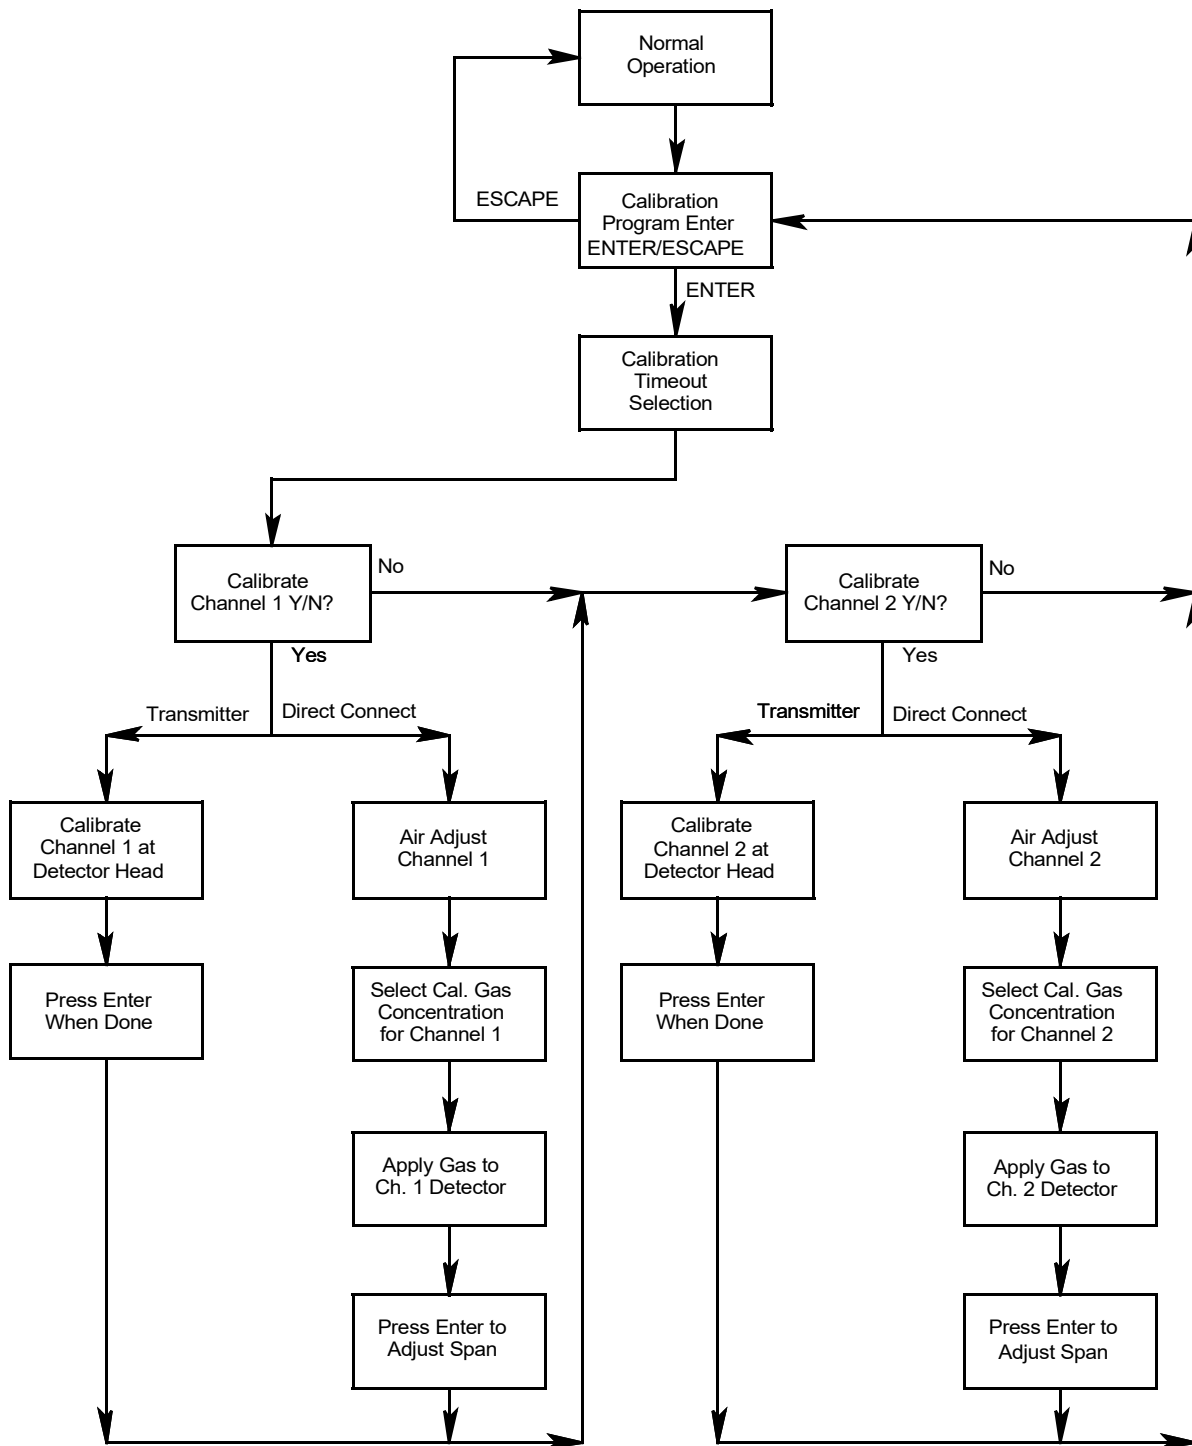 Normal
Operation
ESCAPE
Calibration
Program Enter
ENTER/ESCAPE
ENTER
Calibration
Timeout
Selection
Calibrate
Channel 1 Y/N?
No
Yes
Transmitter
Direct Connect
Calibrate
Channel 2 Y/N?
No
Yes
Transmitter
Direct Connect
Calibrate
Channel 1 at
Detector Head
Air Adjust
Channel 1
Calibrate
Channel 2 at
Detector Head
Air Adjust
Channel 2
Press Enter
When Done
Select Cal. Gas
Concentration
for Channel 1
Press Enter
When Done
Select Cal. Gas
Concentration
for Channel 2
Apply Gas to
Ch. 1 Detector
Apply Gas to
Ch. 2 Detector
Press Enter to
Adjust Span
Press Enter to
Adjust Span